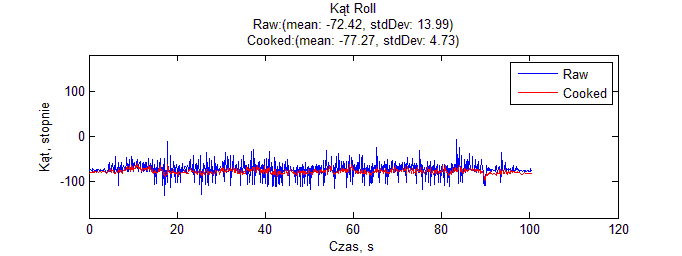 Kąt Roll
Raw:(mean: -72.42, stdDev: 13.99)
Cooked:(mean: -77.27, stdDev: 4.73)
Raw
Cooked
100
0
-100
Kąt, stopnie
0 20 40 60 80 100 120
Czas, s